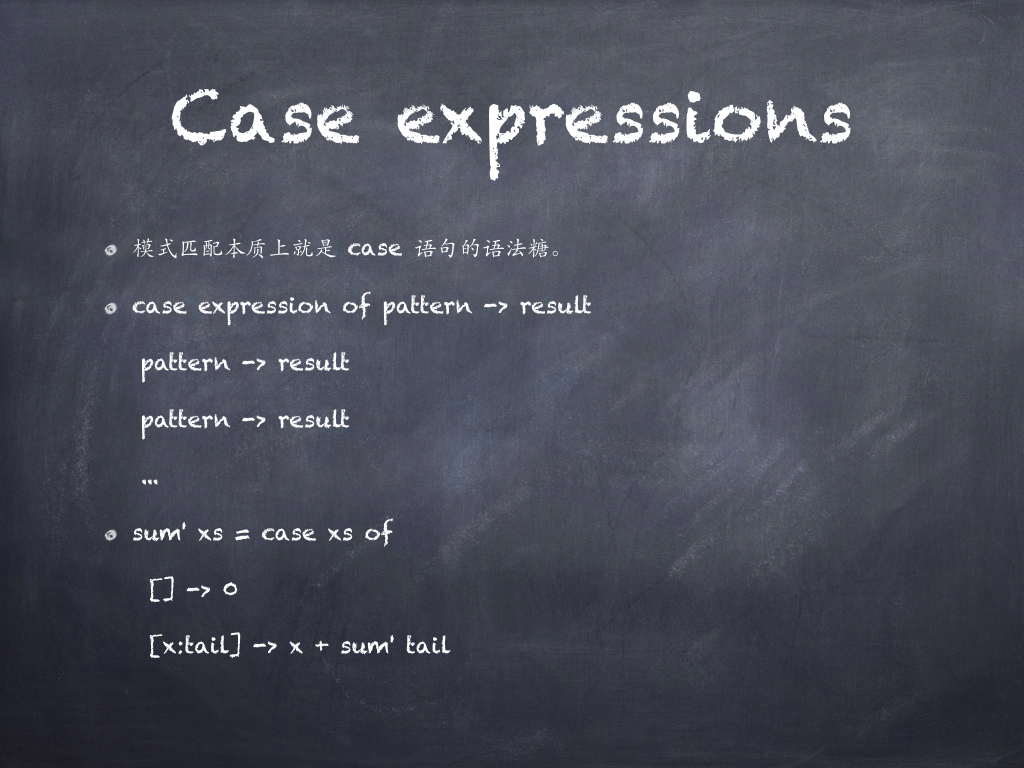 Case expressions
模式匹配本质上就是 case 语句的语法糖。
case expression of pattern -> result
pattern -> result
pattern -> result
...
sum' xs = case xs of
[] -> 0
[x:tail] -> x + sum' tail